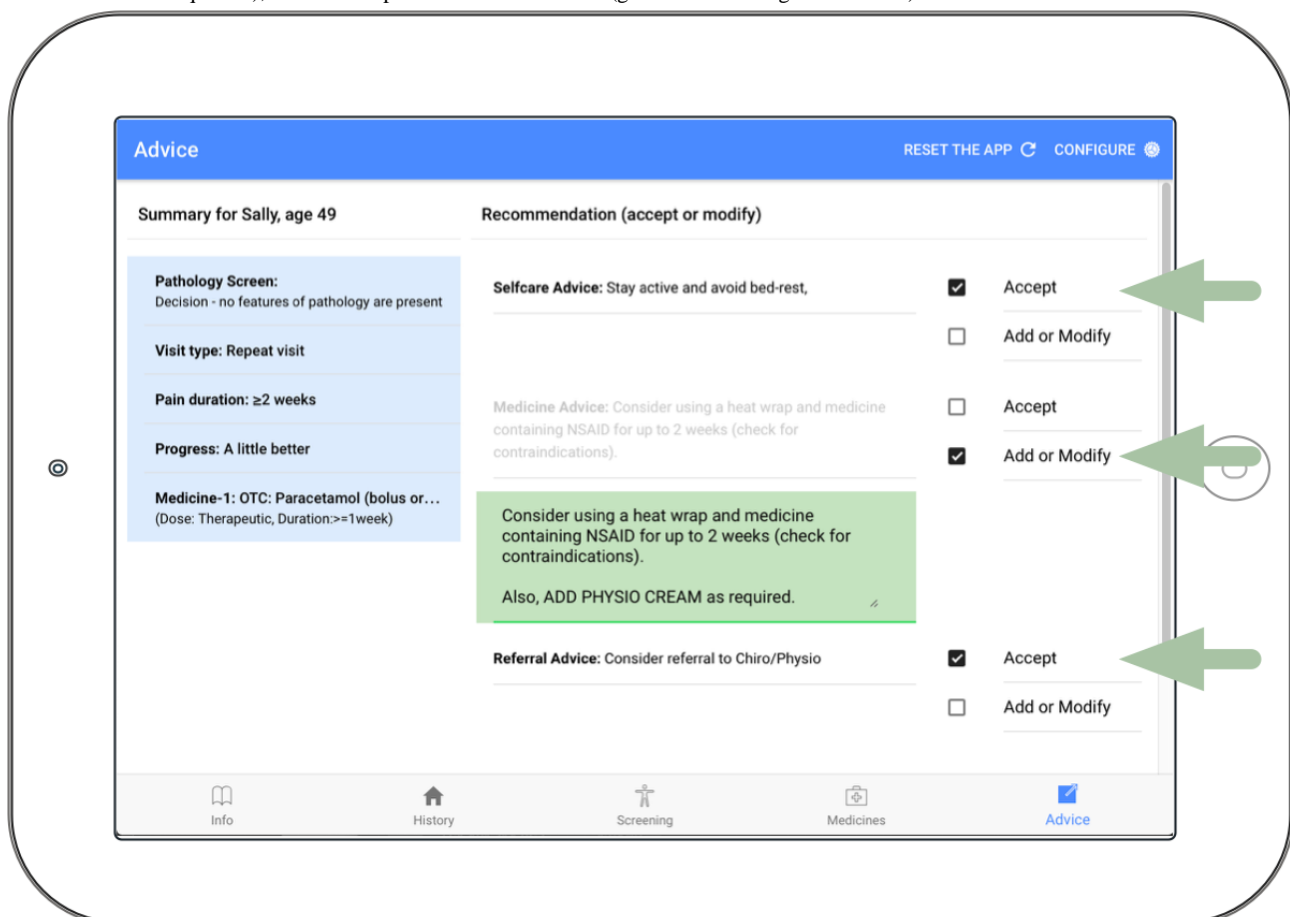 Advice
RESET THE APP CONFIGURE
Summary for Sally, age 49
Recommendation (accept or modify)
Pathology Screen:
Decision - no features of pathology are present
Visit type: Repeat visit
Pain duration: ≥2 weeks
Progress: A little better
Medicine-1: OTC: Paracetamol (bolus or...
(Dose: Therapeutic, Duration:>=1week)
Selfcare Advice: Stay active and avoid bed-rest,
Accept
Add or Modify
Medicine Advice: Consider using a heat wrap and medicine
containing NSAID for up to 2 weeks (check for
contraindications).
Accept
Add or Modify
Consider using a heat wrap and medicine
containing NSAID for up to 2 weeks (check for
contraindications).
Also, ADD PHYSIO CREAM as required.
Referral Advice: Consider referral to Chiro/Physio
Accept
Add or Modify
Info
History
Screening
Medicines
Advice